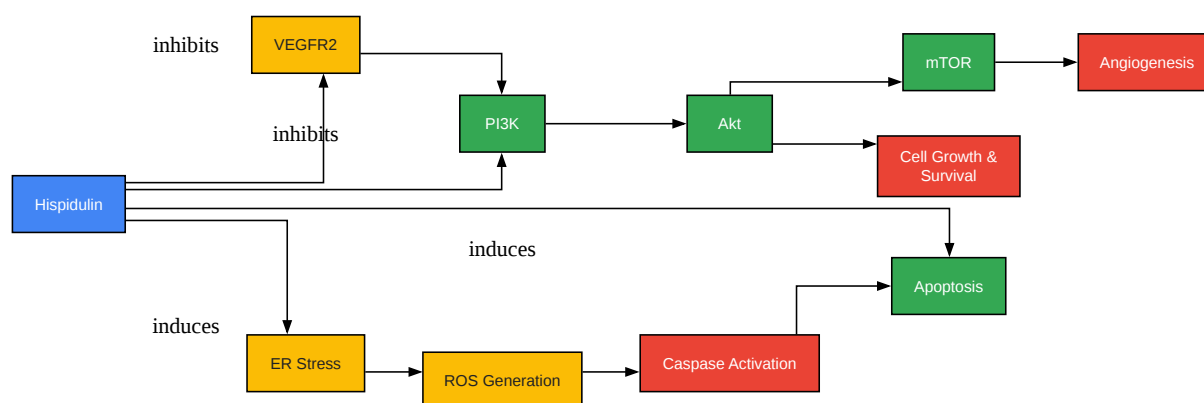 inhibits
VEGFR2
mTOR
Angiogenesis
PI3K
Akt
inhibits
Cell Growth &
Survival
Hispidulin
induces
Apoptosis
induces
ER Stress
ROS Generation
Caspase Activation